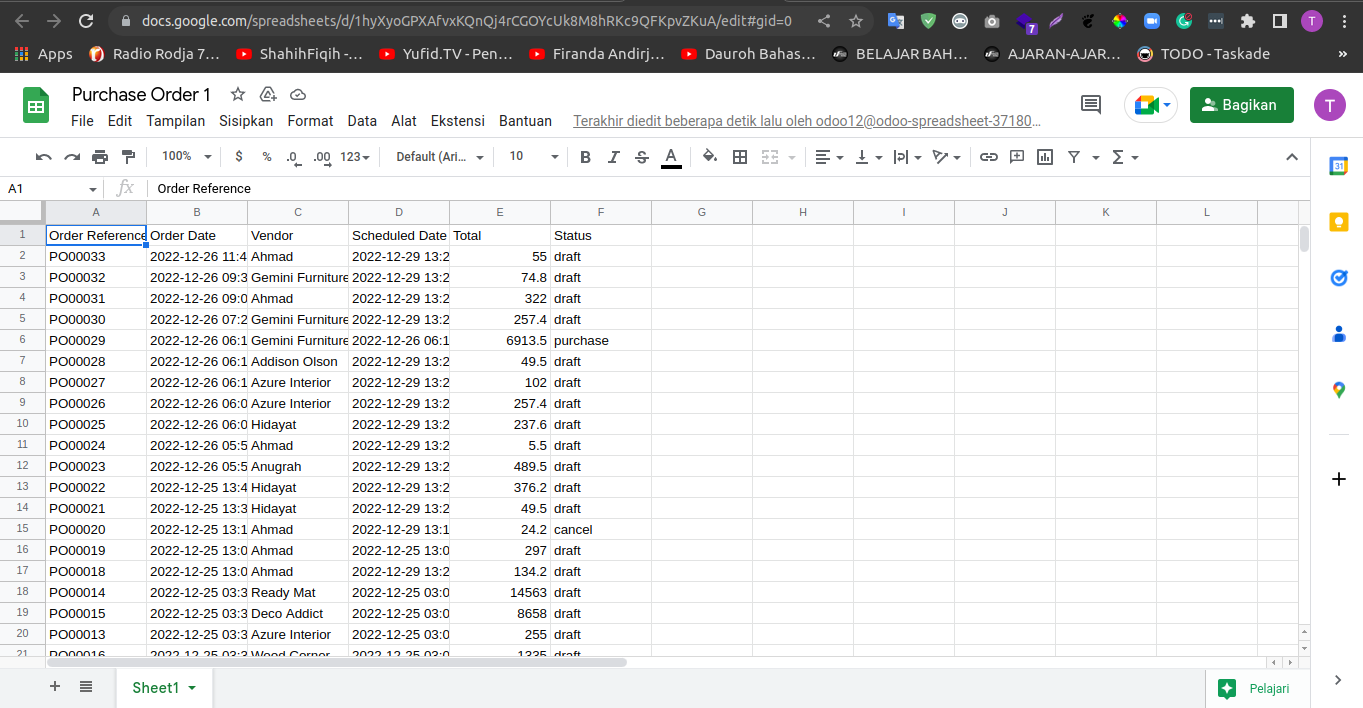 docs.google.com/spreadsheets/d/1hyXyoGPXAfvxKQnQj4rCGOYcUk8M8hRKc9QFKpvZKuA/edit#gid=0
7
T
Apps Radio Rodja 7... ShahihFiqih -... Yufid.TV - Pen... Firanda Andirj... Dauroh Bahas... BELAJAR BAH... AJARAN-AJAR... TODO - Taskade »
Purchase Order 1
File Edit Tampilan Sisipkan Format Data Alat Ekstensi Bantuan Terakhir diedit beberapa detik lalu oleh odoo12@odoo-spreadsheet-37180...
Bagikan
T
100% $ % .0 .00 123 Default (Ari... 10 B I S A
31
A1 fx Order Reference
A B C D E F G H I J K L
1 Order Reference Order Date Vendor Scheduled Date Total Status
2 PO00033 2022-12-26 11:4 Ahmad 2022-12-29 13:2 55 draft
3 PO00032 2022-12-26 09:3 Gemini Furniture 2022-12-29 13:2 74.8 draft
4 PO00031 2022-12-26 09:0 Ahmad 2022-12-29 13:2 322 draft
5 PO00030 2022-12-26 07:2 Gemini Furniture 2022-12-29 13:2 257.4 draft
6 PO00029 2022-12-26 06:1 Gemini Furniture 2022-12-26 06:1 6913.5 purchase
7 PO00028 2022-12-26 06:1 Addison Olson 2022-12-29 13:2 49.5 draft
8 PO00027 2022-12-26 06:1 Azure Interior 2022-12-29 13:2 102 draft
9 PO00026 2022-12-26 06:0 Azure Interior 2022-12-29 13:2 257.4 draft
10 PO00025 2022-12-26 06:0 Hidayat 2022-12-29 13:2 237.6 draft
11 PO00024 2022-12-26 05:5 Ahmad 2022-12-29 13:2 5.5 draft
12 PO00023 2022-12-26 05:5 Anugrah 2022-12-29 13:2 489.5 draft
13 PO00022 2022-12-25 13:4 Hidayat 2022-12-29 13:2 376.2 draft
14 PO00021 2022-12-25 13:3 Hidayat 2022-12-29 13:2 49.5 draft
15 PO00020 2022-12-25 13:1 Ahmad 2022-12-29 13:1 24.2 cancel
16 PO00019 2022-12-25 13:0 Ahmad 2022-12-25 13:0 297 draft
17 PO00018 2022-12-25 13:0 Ahmad 2022-12-29 13:2 134.2 draft
18 PO00014 2022-12-25 03:3 Ready Mat 2022-12-25 03:0 14563 draft
19 PO00015 2022-12-25 03:3 Deco Addict 2022-12-25 03:0 8658 draft
20 PO00013 2022-12-25 03:3 Azure Interior 2022-12-25 03:0 255 draft
21 PO00016 2022-12-25 03:3 Wood Corner 2022-12-25 03:0 1335 draft
Sheet1
Pelajari